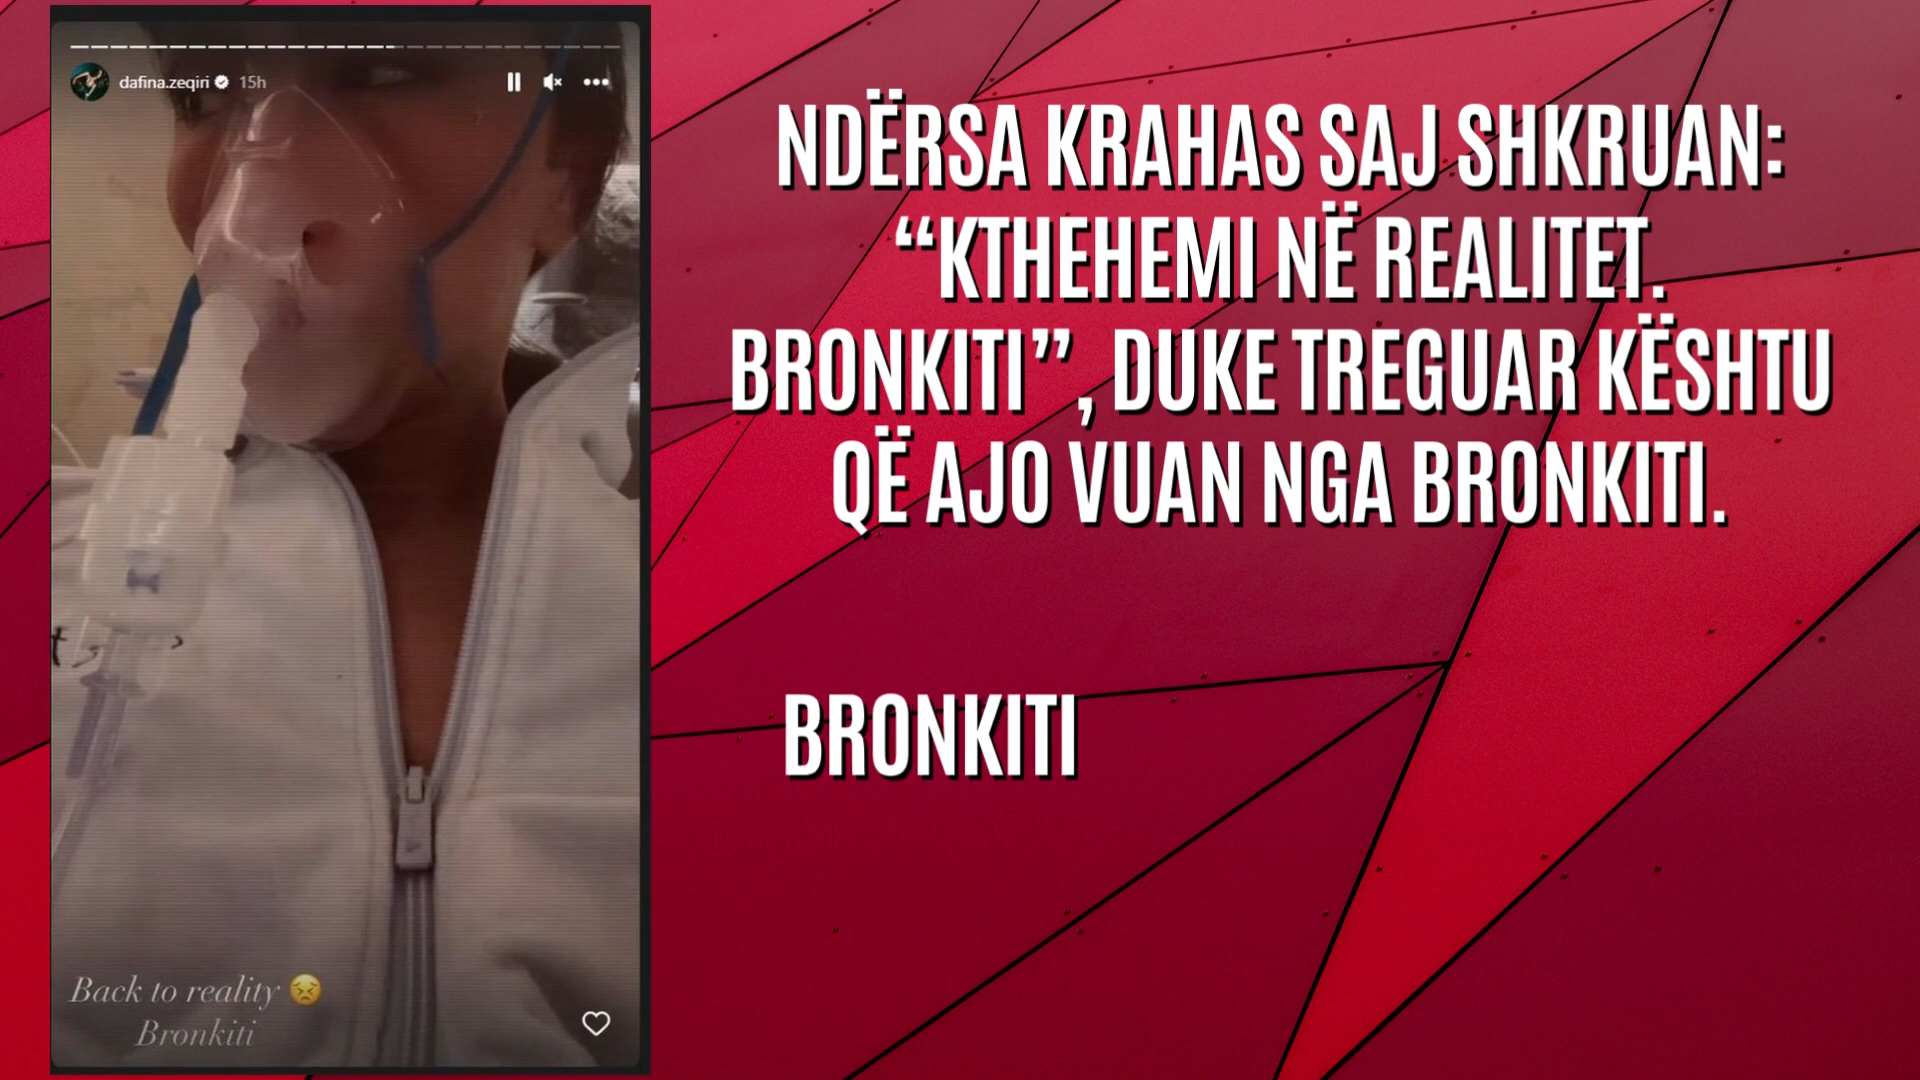 dafina.zeqiri 15h
Back to reality
Bronkiti
NDËRSA KRAHAS SAJ SHKRUAN:
“KTHEHEMI NË REALITET.
BRONKITI”, DUKE TREGUAR KËSHTU
QË AJO VUAN NGA BRONKITI.
BRONKITI